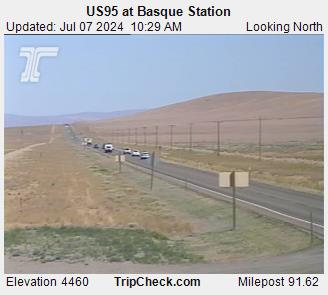 US95 at Basque Station
Updated: Jul 07 2024 10:29 AM Looking North
Elevation 4460 TripCheck.com Milepost 91.62